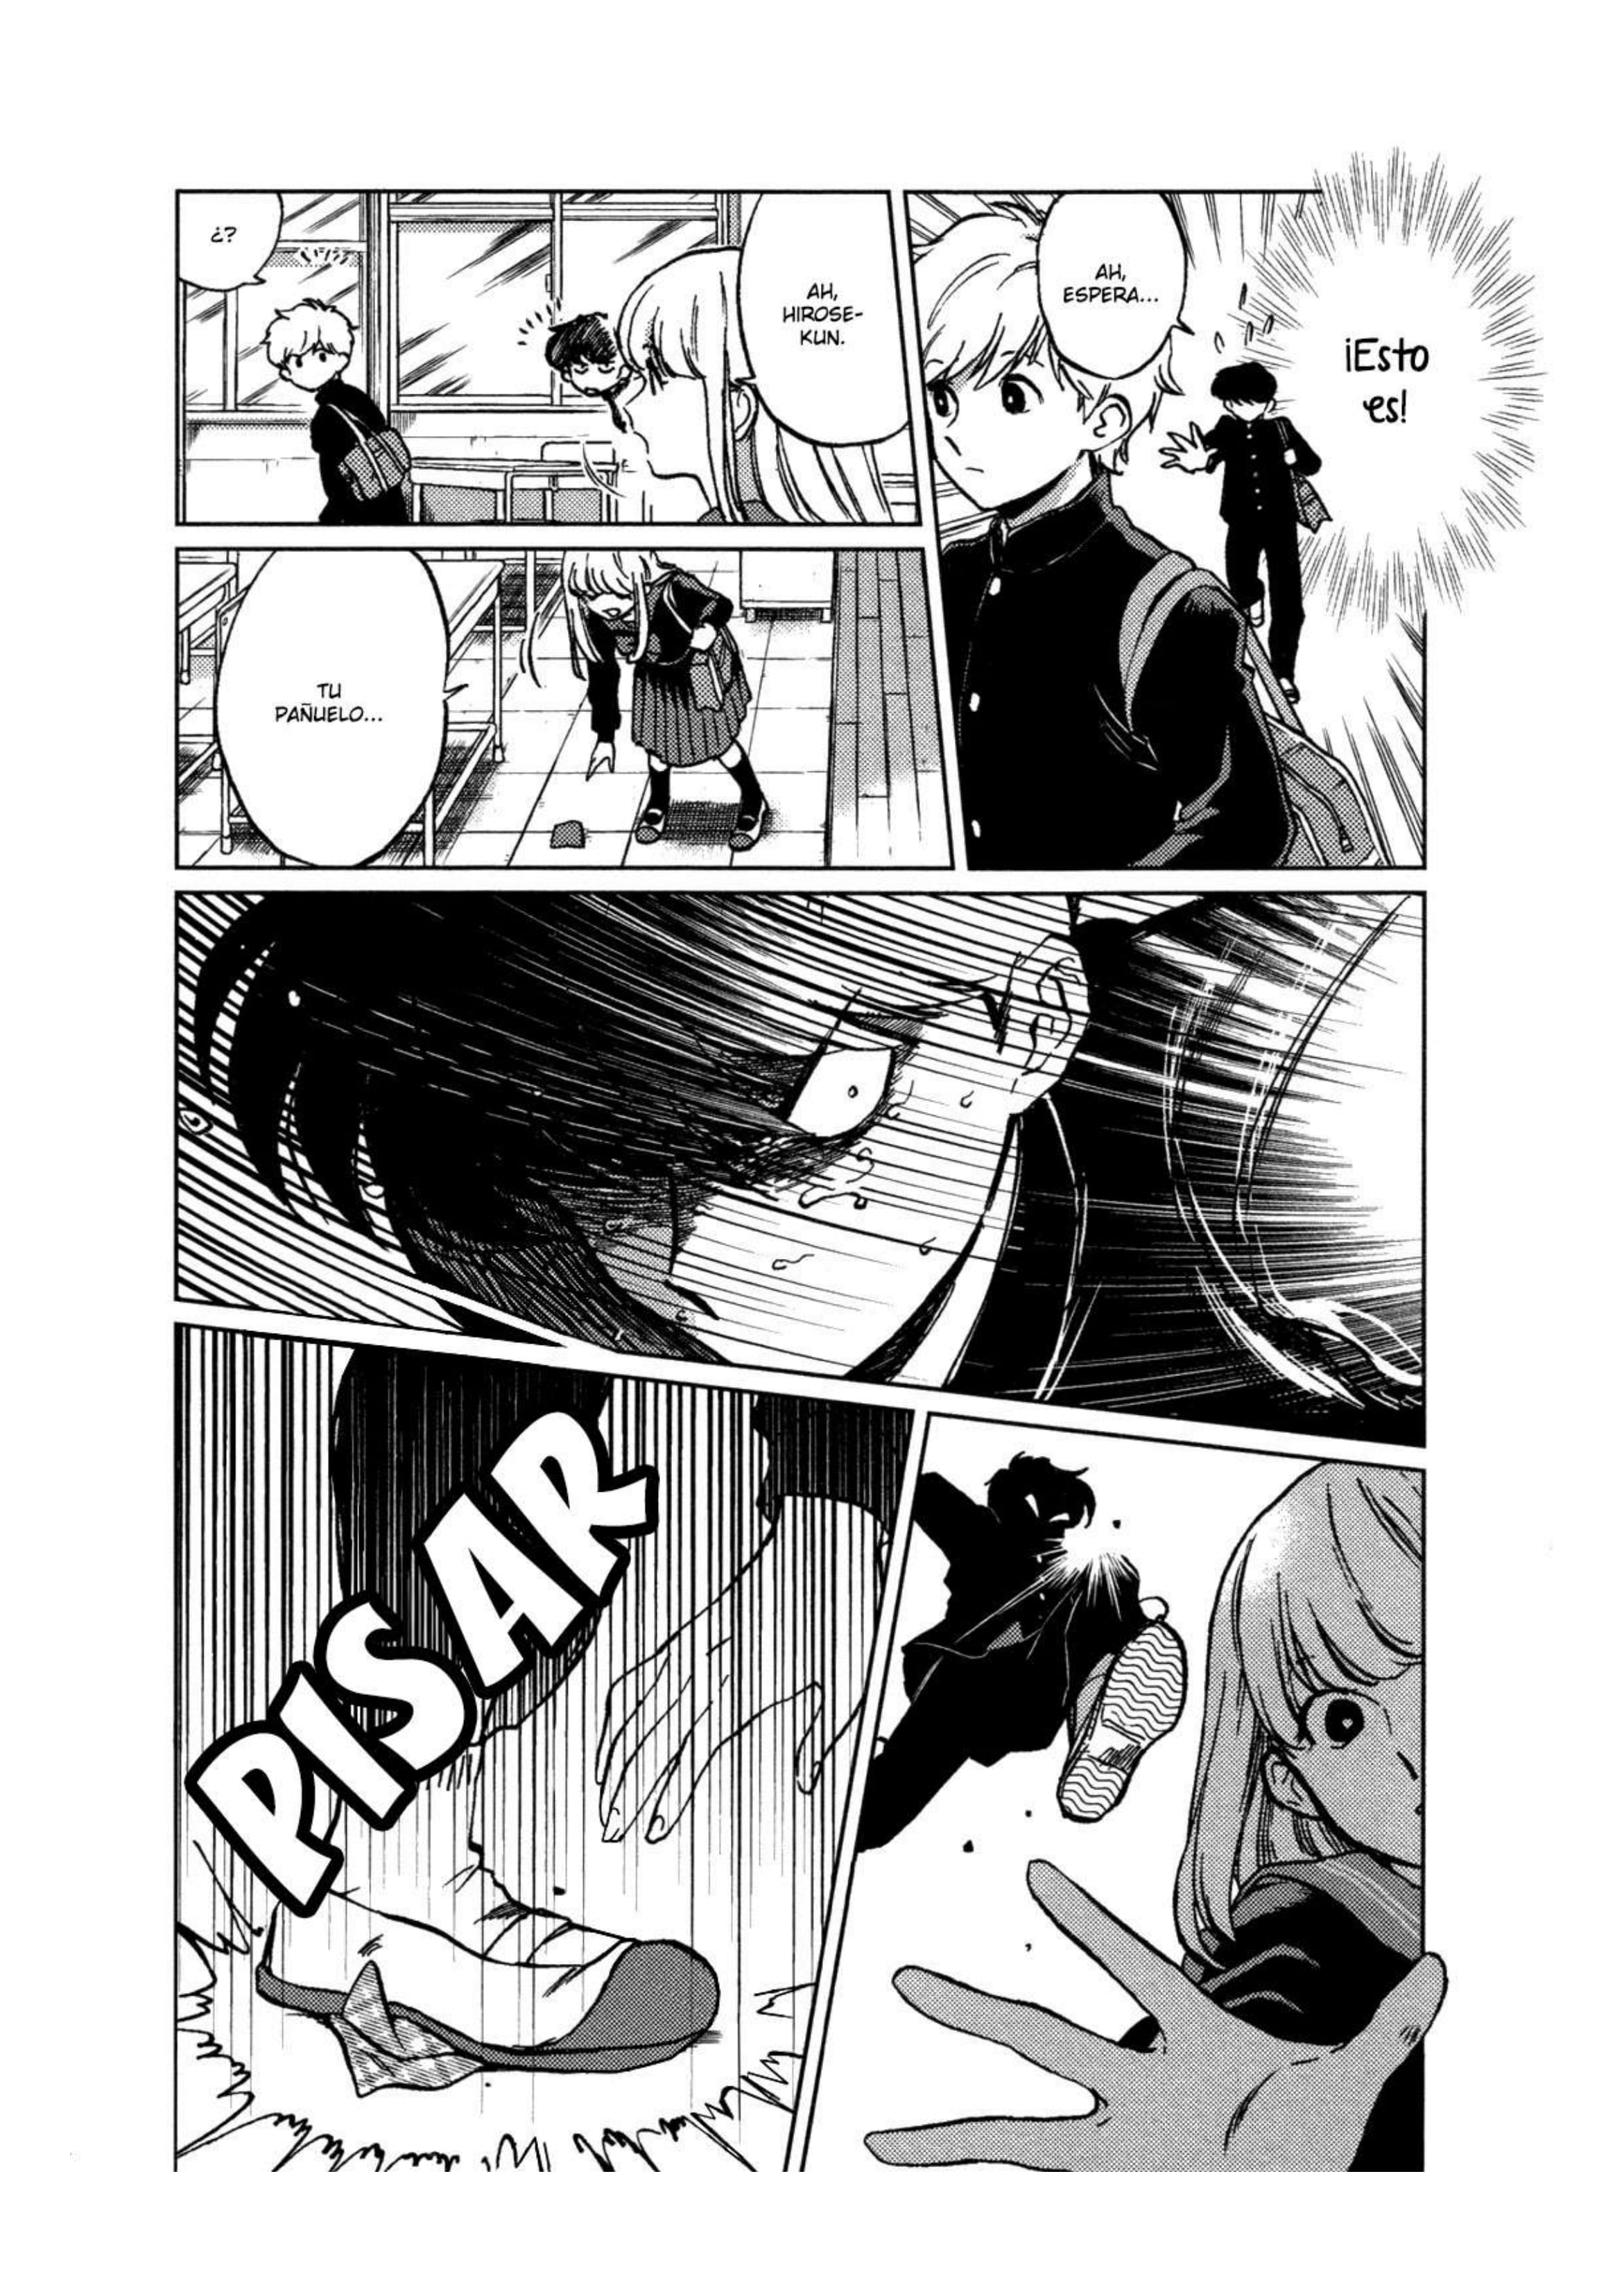 ¡Esto
es!
AH,
ESPERA...
AH,
HIROSE-
KUN.
¿?
TU
PAÑUELO...
PISAR